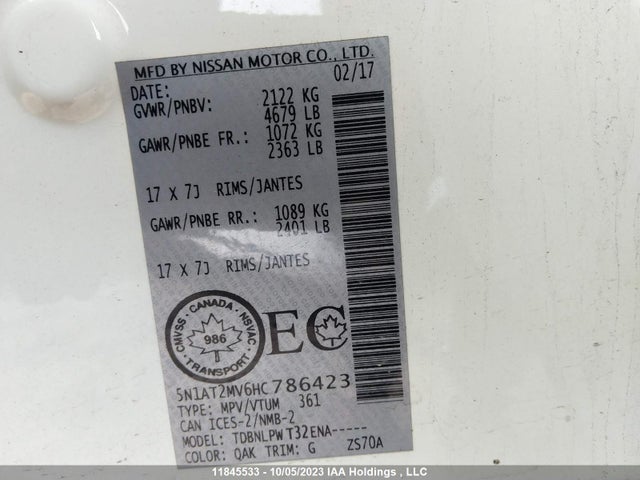 MFD BY NISSAN MOTOR CO., LTD.
DATE: 02/17
GVWR/PNBV: 2122 KG
4679 LB
GAWR/PNBE FR.: 1072 KG
2363 LB
17 X 7J RIMS/JANTES
GAWR/PNBE RR.: 1089 KG
2401 LB
17 X 7J RIMS/JANTES
CANADA
CMVSS NSVAC
986
TRANSPORT
EC
5N1AT2MV6HC786423
TYPE: MPV/VTUM 361
CAN ICES-2/NMB-2
MODEL: TDBNLPWT32ENA-----
COLOR: QAK TRIM: G ZS70A
11845533 - 10/05/2023 IAA Holdings , LLC